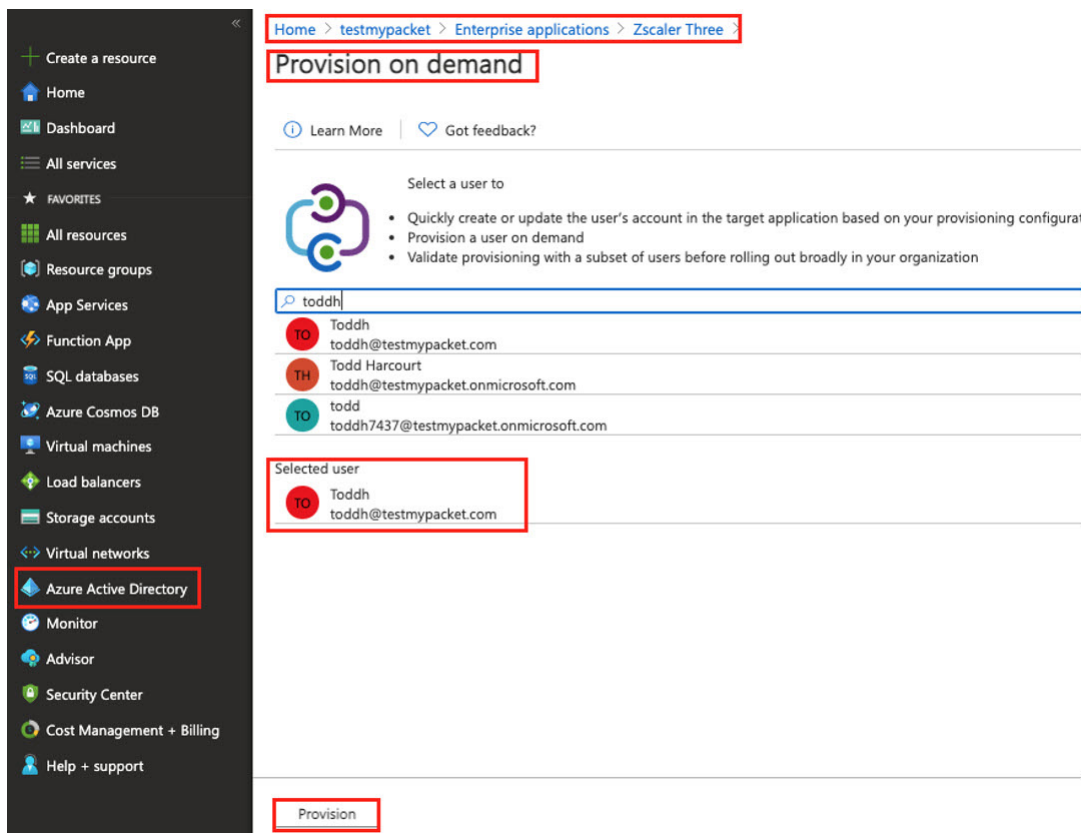 «
Create a resource
Home
Dashboard
All services
FAVORITES
All resources
Resource groups
App Services
Function App
SQL databases
Azure Cosmos DB
Virtual machines
Load balancers
Storage accounts
Virtual networks
Azure Active Directory
Monitor
Advisor
Security Center
Cost Management + Billing
Help + support
Home > testmypacket > Enterprise applications > Zscaler Three >
Provision on demand
Learn More
Got feedback?
Select a user to
• Quickly create or update the user's account in the target application based on your provisioning configurat
• Provision a user on demand
• Validate provisioning with a subset of users before rolling out broadly in your organization
toddh
TO
Toddh
toddh@testmypacket.com
TH
Todd Harcourt
toddh@testmypacket.onmicrosoft.com
TO
todd
toddh7437@testmypacket.onmicrosoft.com
Selected user
TO
Toddh
toddh@testmypacket.com
Provision